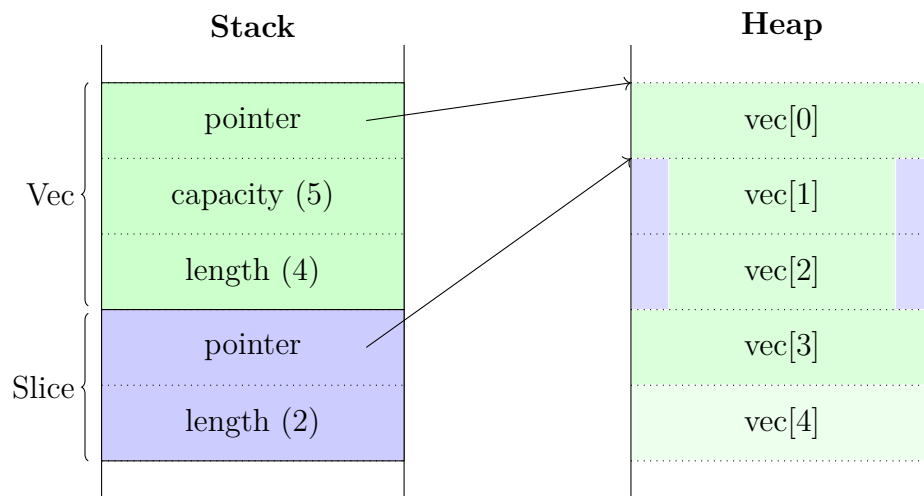 Stack
Heap
Vec
pointer
capacity (5)
length (4)
Slice
pointer
length (2)
vec[0]
vec[1]
vec[2]
vec[3]
vec[4]